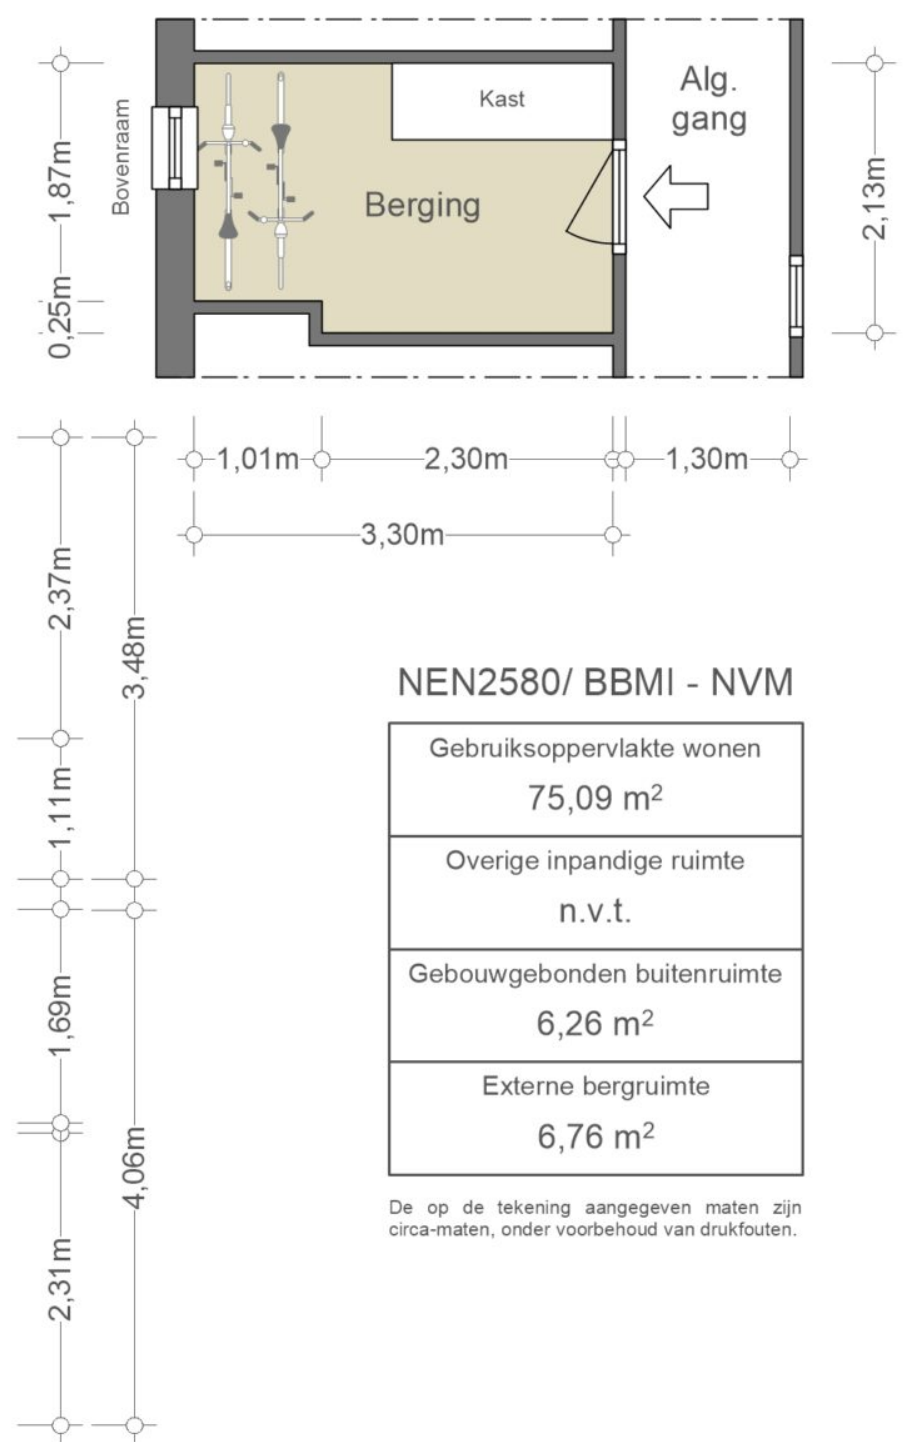 Alg.
gang
Kast
Bovenraam
Berging
1,87m
0,25m
2,13m
1,01m
2,30m
1,30m
3,30m
2,37m
3,48m
1,11m
1,69m
4,06m
2,31m
NEN2580/ BBMI - NVM
Gebruiksoppervlakte wonen
75,09 m²
Overige inpandige ruimte
n.v.t.
Gebouwgebonden buitenruimte
6,26 m²
Externe bergruimte
6,76 m²
De op de tekening aangegeven maten zijn
circa-maten, onder voorbehoud van drukfouten.